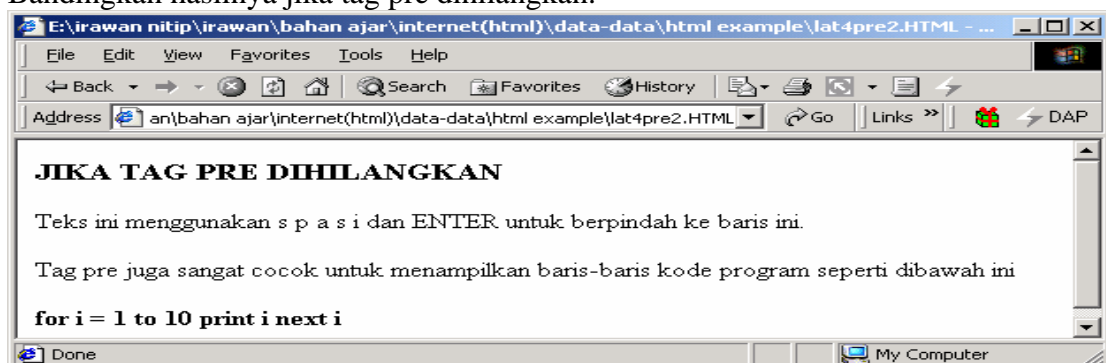 Bandingkan hasilnya jika tag pre dihilangkan.
E:\irawan nitip\irawan\bahan ajar\internet(html)\data-data\html example\lat4pre2.HTML - ...
File Edit View Favorites Tools Help
Back Search Favorites History
Address an\bahan ajar\internet(html)\data-data\html example\lat4pre2.HTML Go Links » DAP
JIKA TAG PRE DIHILANGKAN
Teks ini menggunakan s p a s i dan ENTER untuk berpindah ke baris ini.
Tag pre juga sangat cocok untuk menampilkan baris-baris kode program seperti dibawah ini
for i = 1 to 10 print i next i
Done My Computer